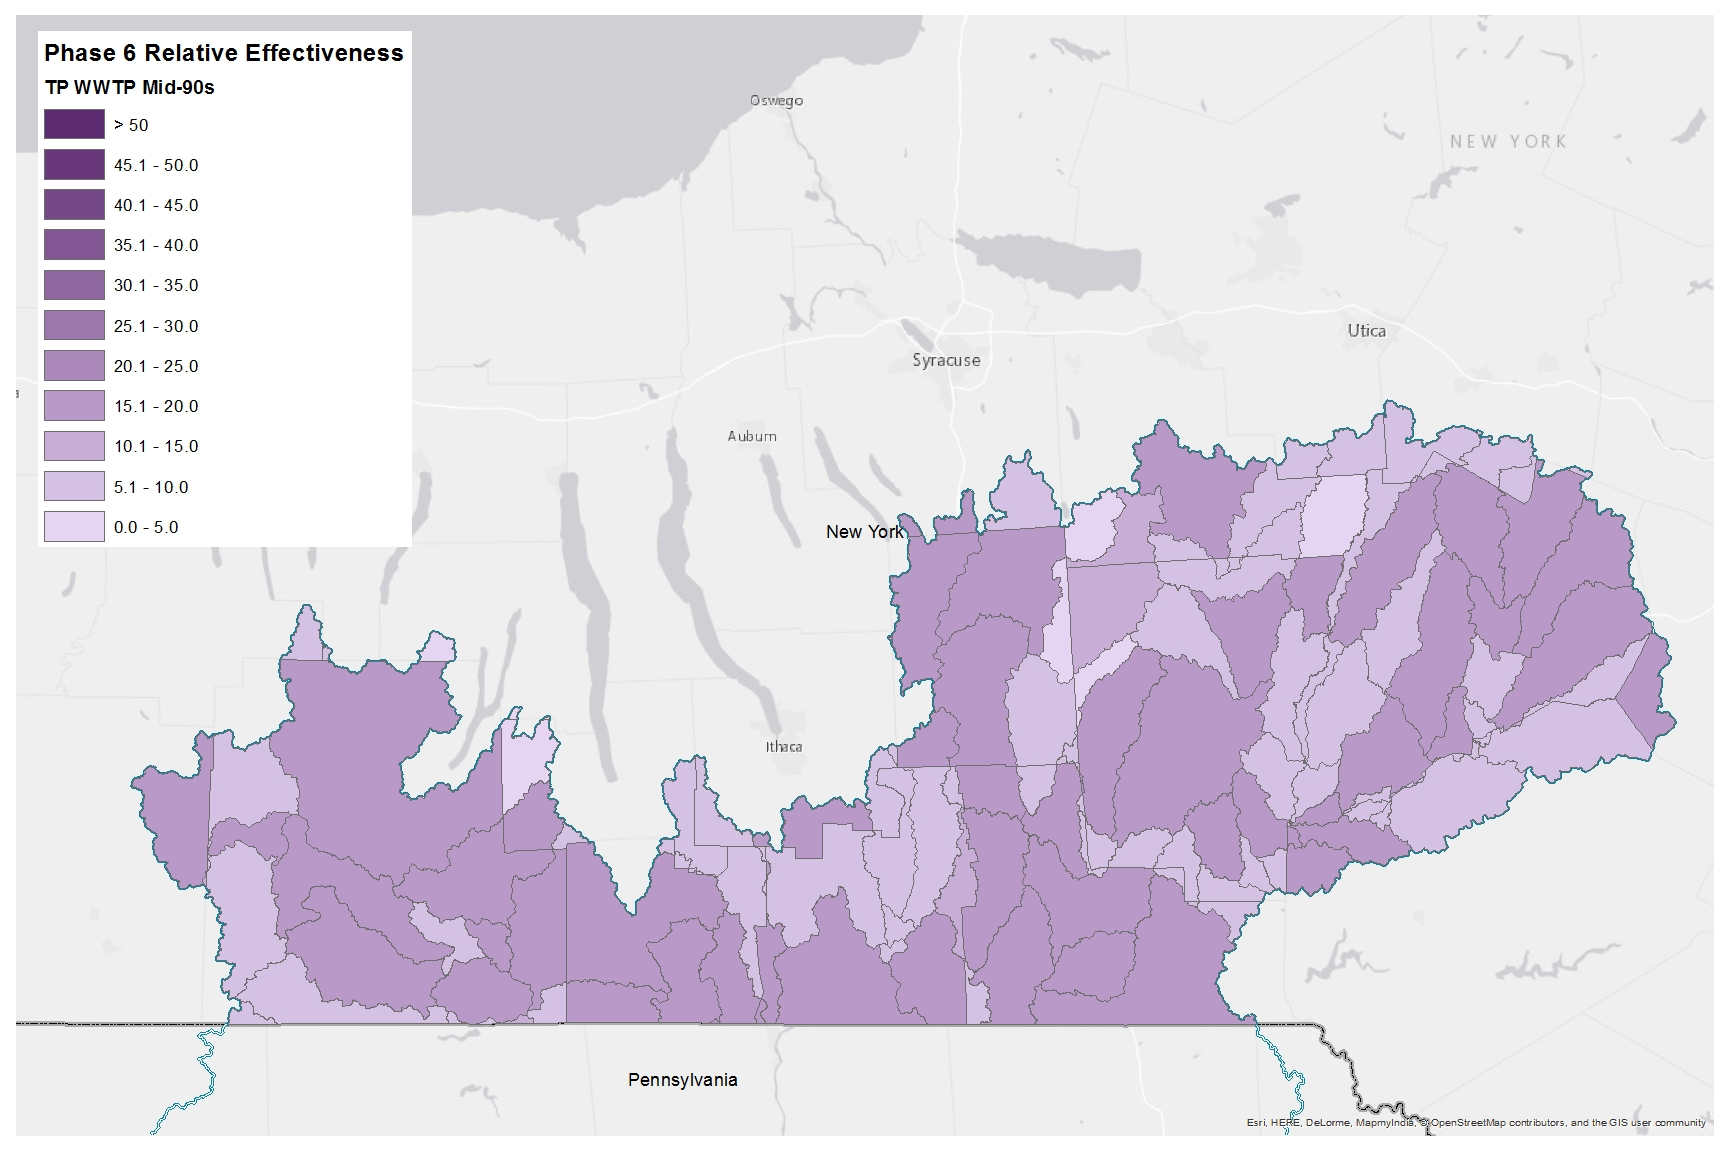 Phase 6 Relative Effectiveness
TP WWTP Mid-90s
> 50
45.1 - 50.0
40.1 - 45.0
35.1 - 40.0
30.1 - 35.0
25.1 - 30.0
20.1 - 25.0
15.1 - 20.0
10.1 - 15.0
5.1 - 10.0
0.0 - 5.0
Oswego
NEW YORK
Utica
Syracuse
Auburn
New York
Ithaca
Pennsylvania
Esri, HERE, DeLorme, MapmyIndia, © OpenStreetMap contributors, and the GIS user community